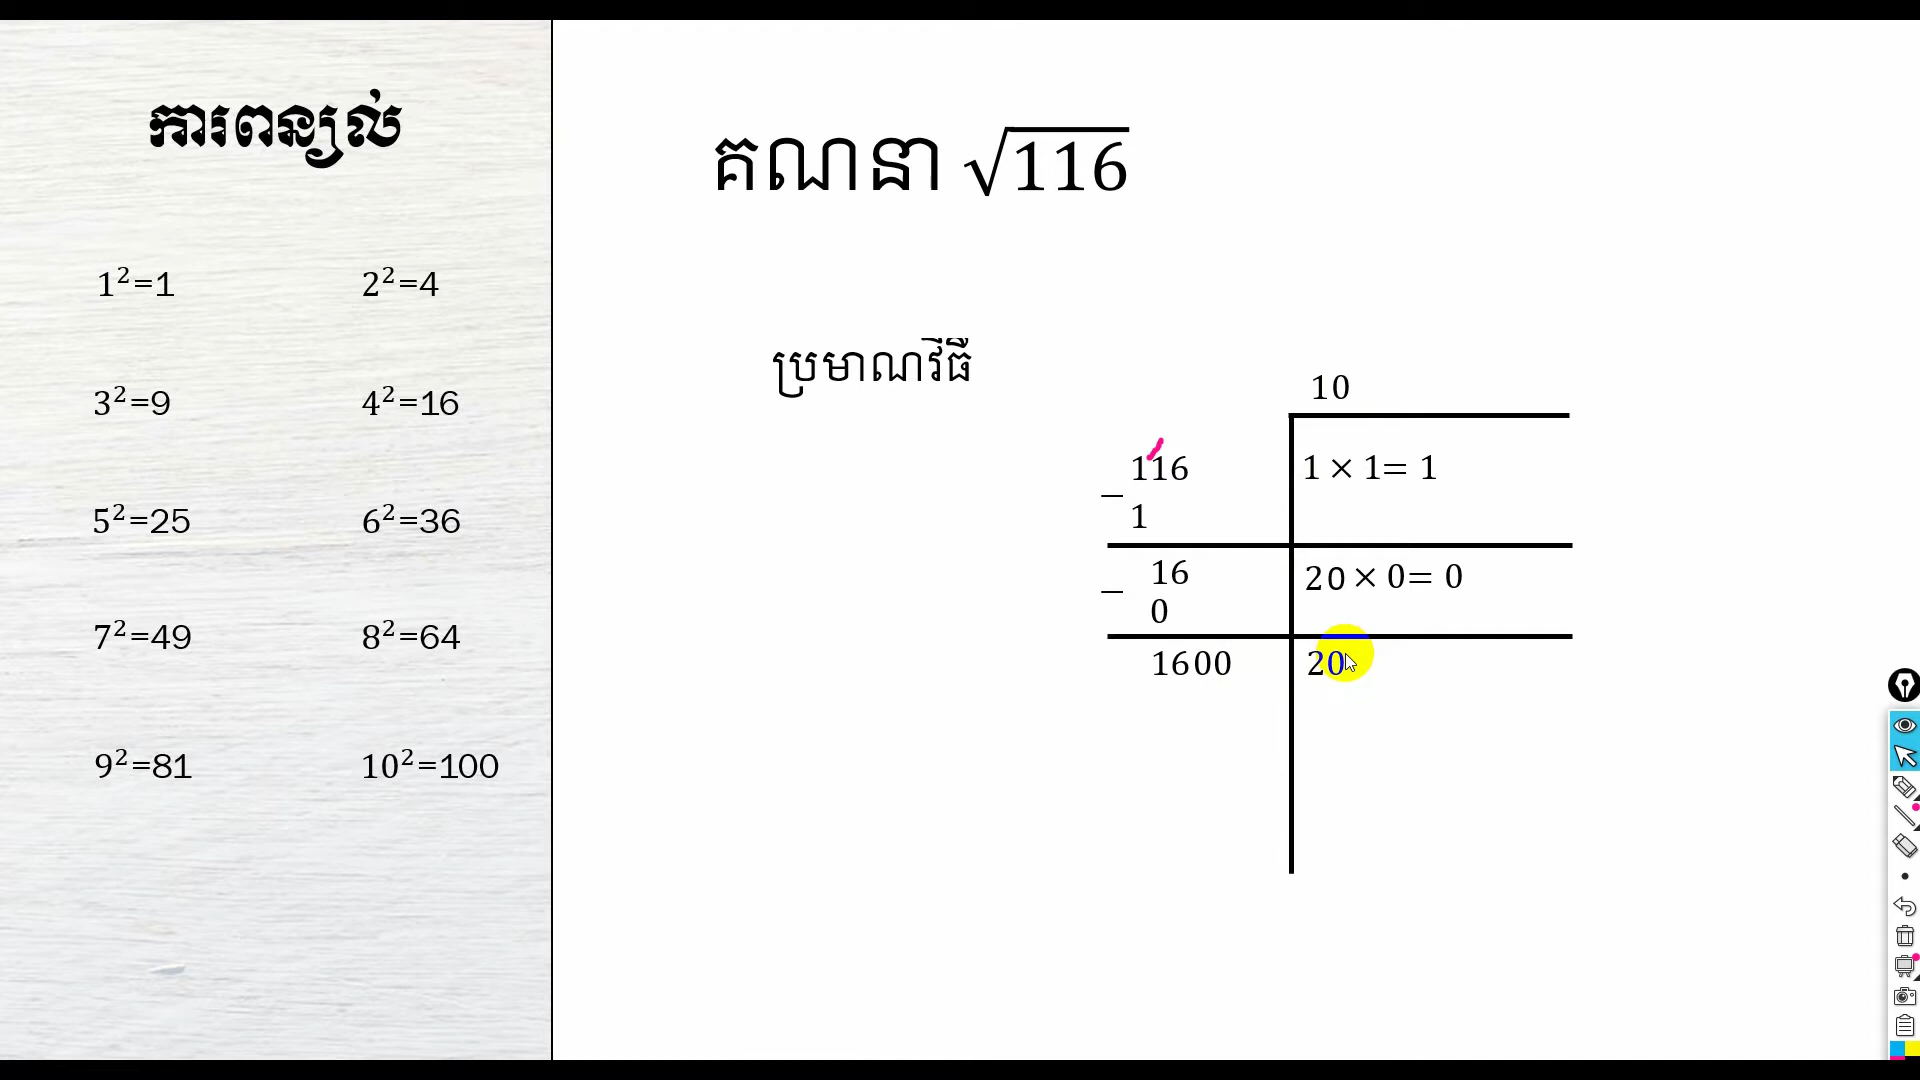 ការពន្យល់
1²=1 2²=4
3²=9 4²=16
5²=25 6²=36
7²=49 8²=64
9²=81 10²=100
គណនា √116
ប្រមាណវិធី
10
116 1 × 1= 1
−
1
16 20 × 0= 0
−
0
1600 20